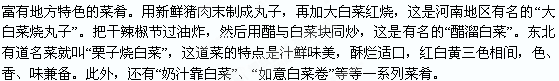 富有地方特色的菜肴。用新鲜猪肉末制成丸子，再加大白菜红烧，这是河南地区有名的“大
白菜烧丸子”。把干辣椒节过油炸，然后用醋与白菜块同炒，这是有名的“醋溜白菜”。东北
有道名菜就叫“栗子烧白菜”，这道菜的特点是汁鲜味美，酥烂适口，红白黄三色相间，色、
香、味兼备。此外，还有“奶汁靠白菜”、“如意白菜卷”等等一系列菜肴。